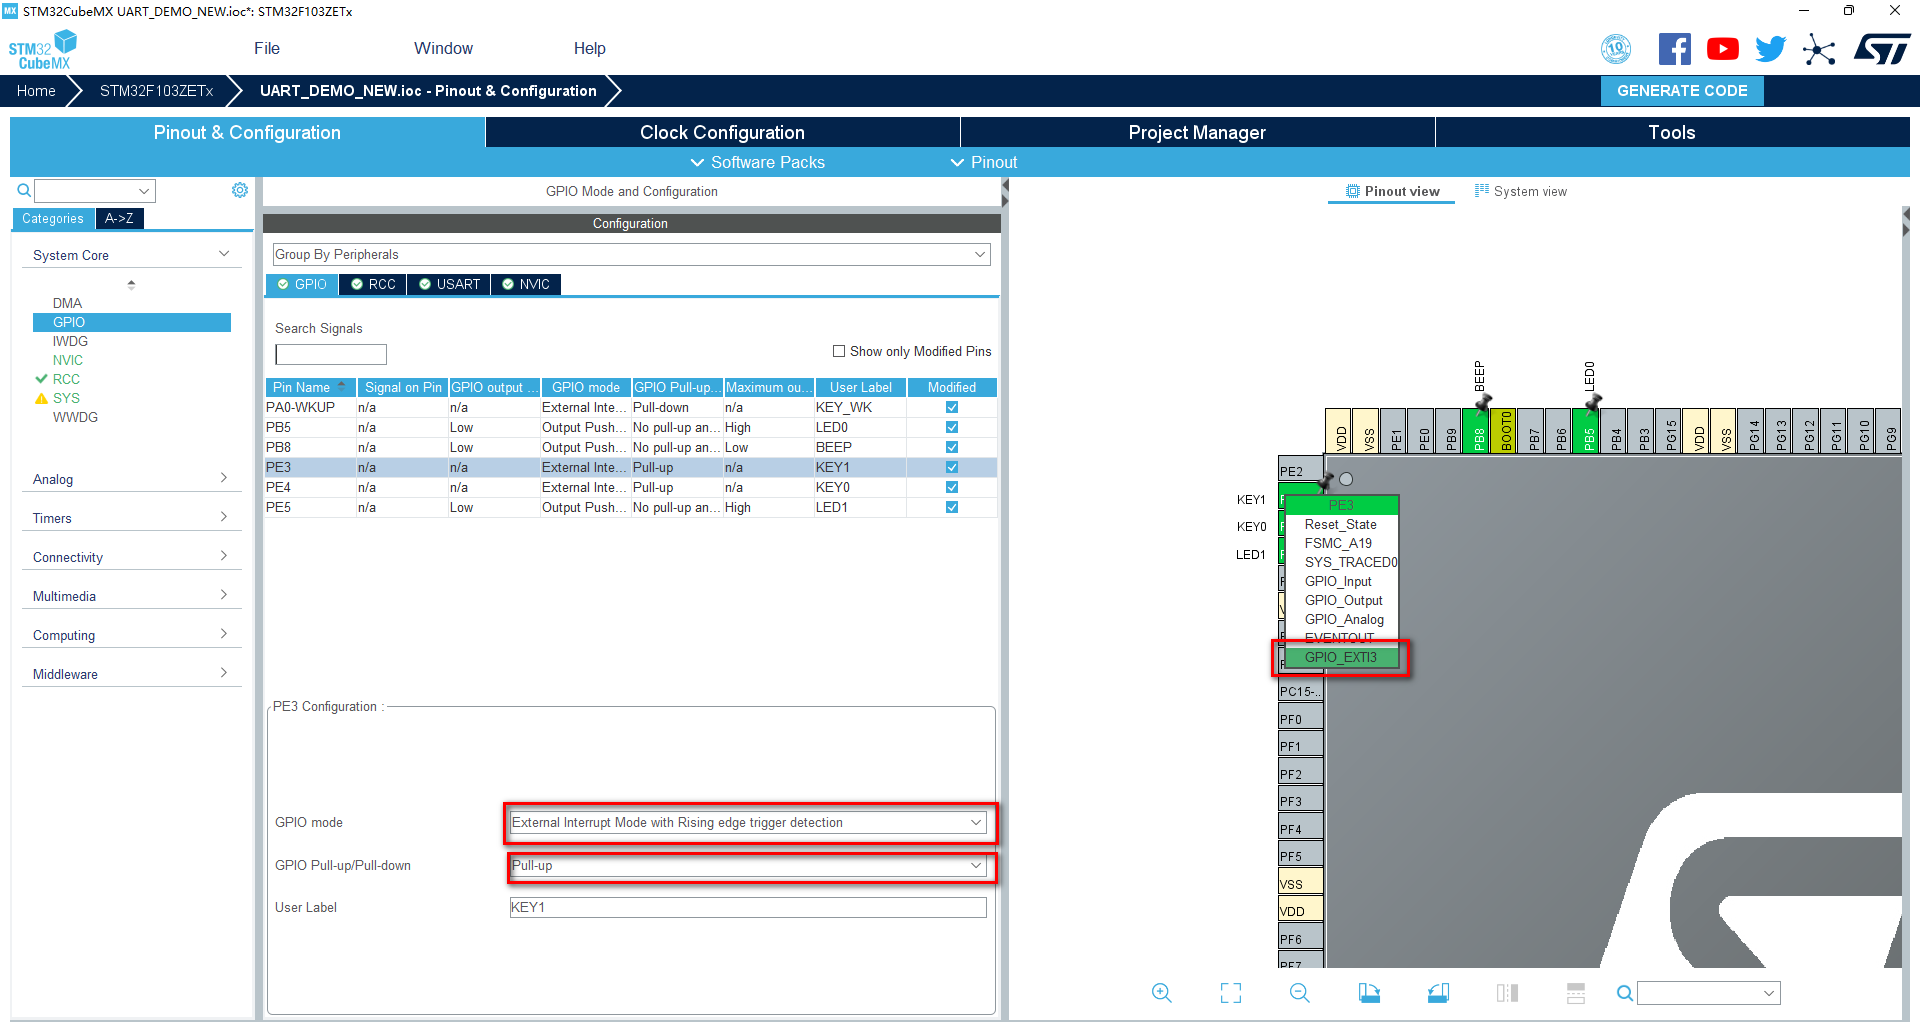 MX STM32CubeMX UART_DEMO_NEW.ioc*: STM32F103ZETx
STM32 CubeMX
File Window Help
10
Home STM32F103ZETx UART_DEMO_NEW.ioc - Pinout & Configuration GENERATE CODE
Pinout & Configuration Clock Configuration Project Manager Tools
Software Packs Pinout
GPIO Mode and Configuration
Pinout view System view
Categories A->Z
Configuration
System Core
Group By Peripherals
DMA
GPIO
IWDG
NVIC
RCC
SYS
WWDG
Analog
Timers
Connectivity
Multimedia
Computing
Middleware
GPIO RCC USART NVIC
Search Signals
Show only Modified Pins
Pin Name Signal on Pin GPIO output ... GPIO mode GPIO Pull-up... Maximum ou... User Label Modified
PA0-WKUP n/a n/a External Inte... Pull-down n/a KEY_WK
PB5 n/a Low Output Push... No pull-up an... High LED0
PB8 n/a Low Output Push... No pull-up an... Low BEEP
PE3 n/a n/a External Inte... Pull-up n/a KEY1
PE4 n/a n/a External Inte... Pull-up n/a KEY0
PE5 n/a Low Output Push... No pull-up an... High LED1
PE3 Configuration :
GPIO mode External Interrupt Mode with Rising edge trigger detection
GPIO Pull-up/Pull-down Pull-up
User Label KEY1
BEEP LED0
VDD VSS PE1 PE0 PB9 PB8 BOOT0 PB7 PB6 PB5 PB4 PB3 PG15 VDD VSS PG14 PG13 PG12 PG11 PG10 PG9
PE2
KEY1
KEY0
LED1
PE3
Reset_State
FSMC_A19
SYS_TRACED0
GPIO_Input
GPIO_Output
GPIO_Analog
EVENTOUT
GPIO_EXTI3
PC15-..
PF0
PF1
PF2
PF3
PF4
PF5
VSS
VDD
PF6
PF7